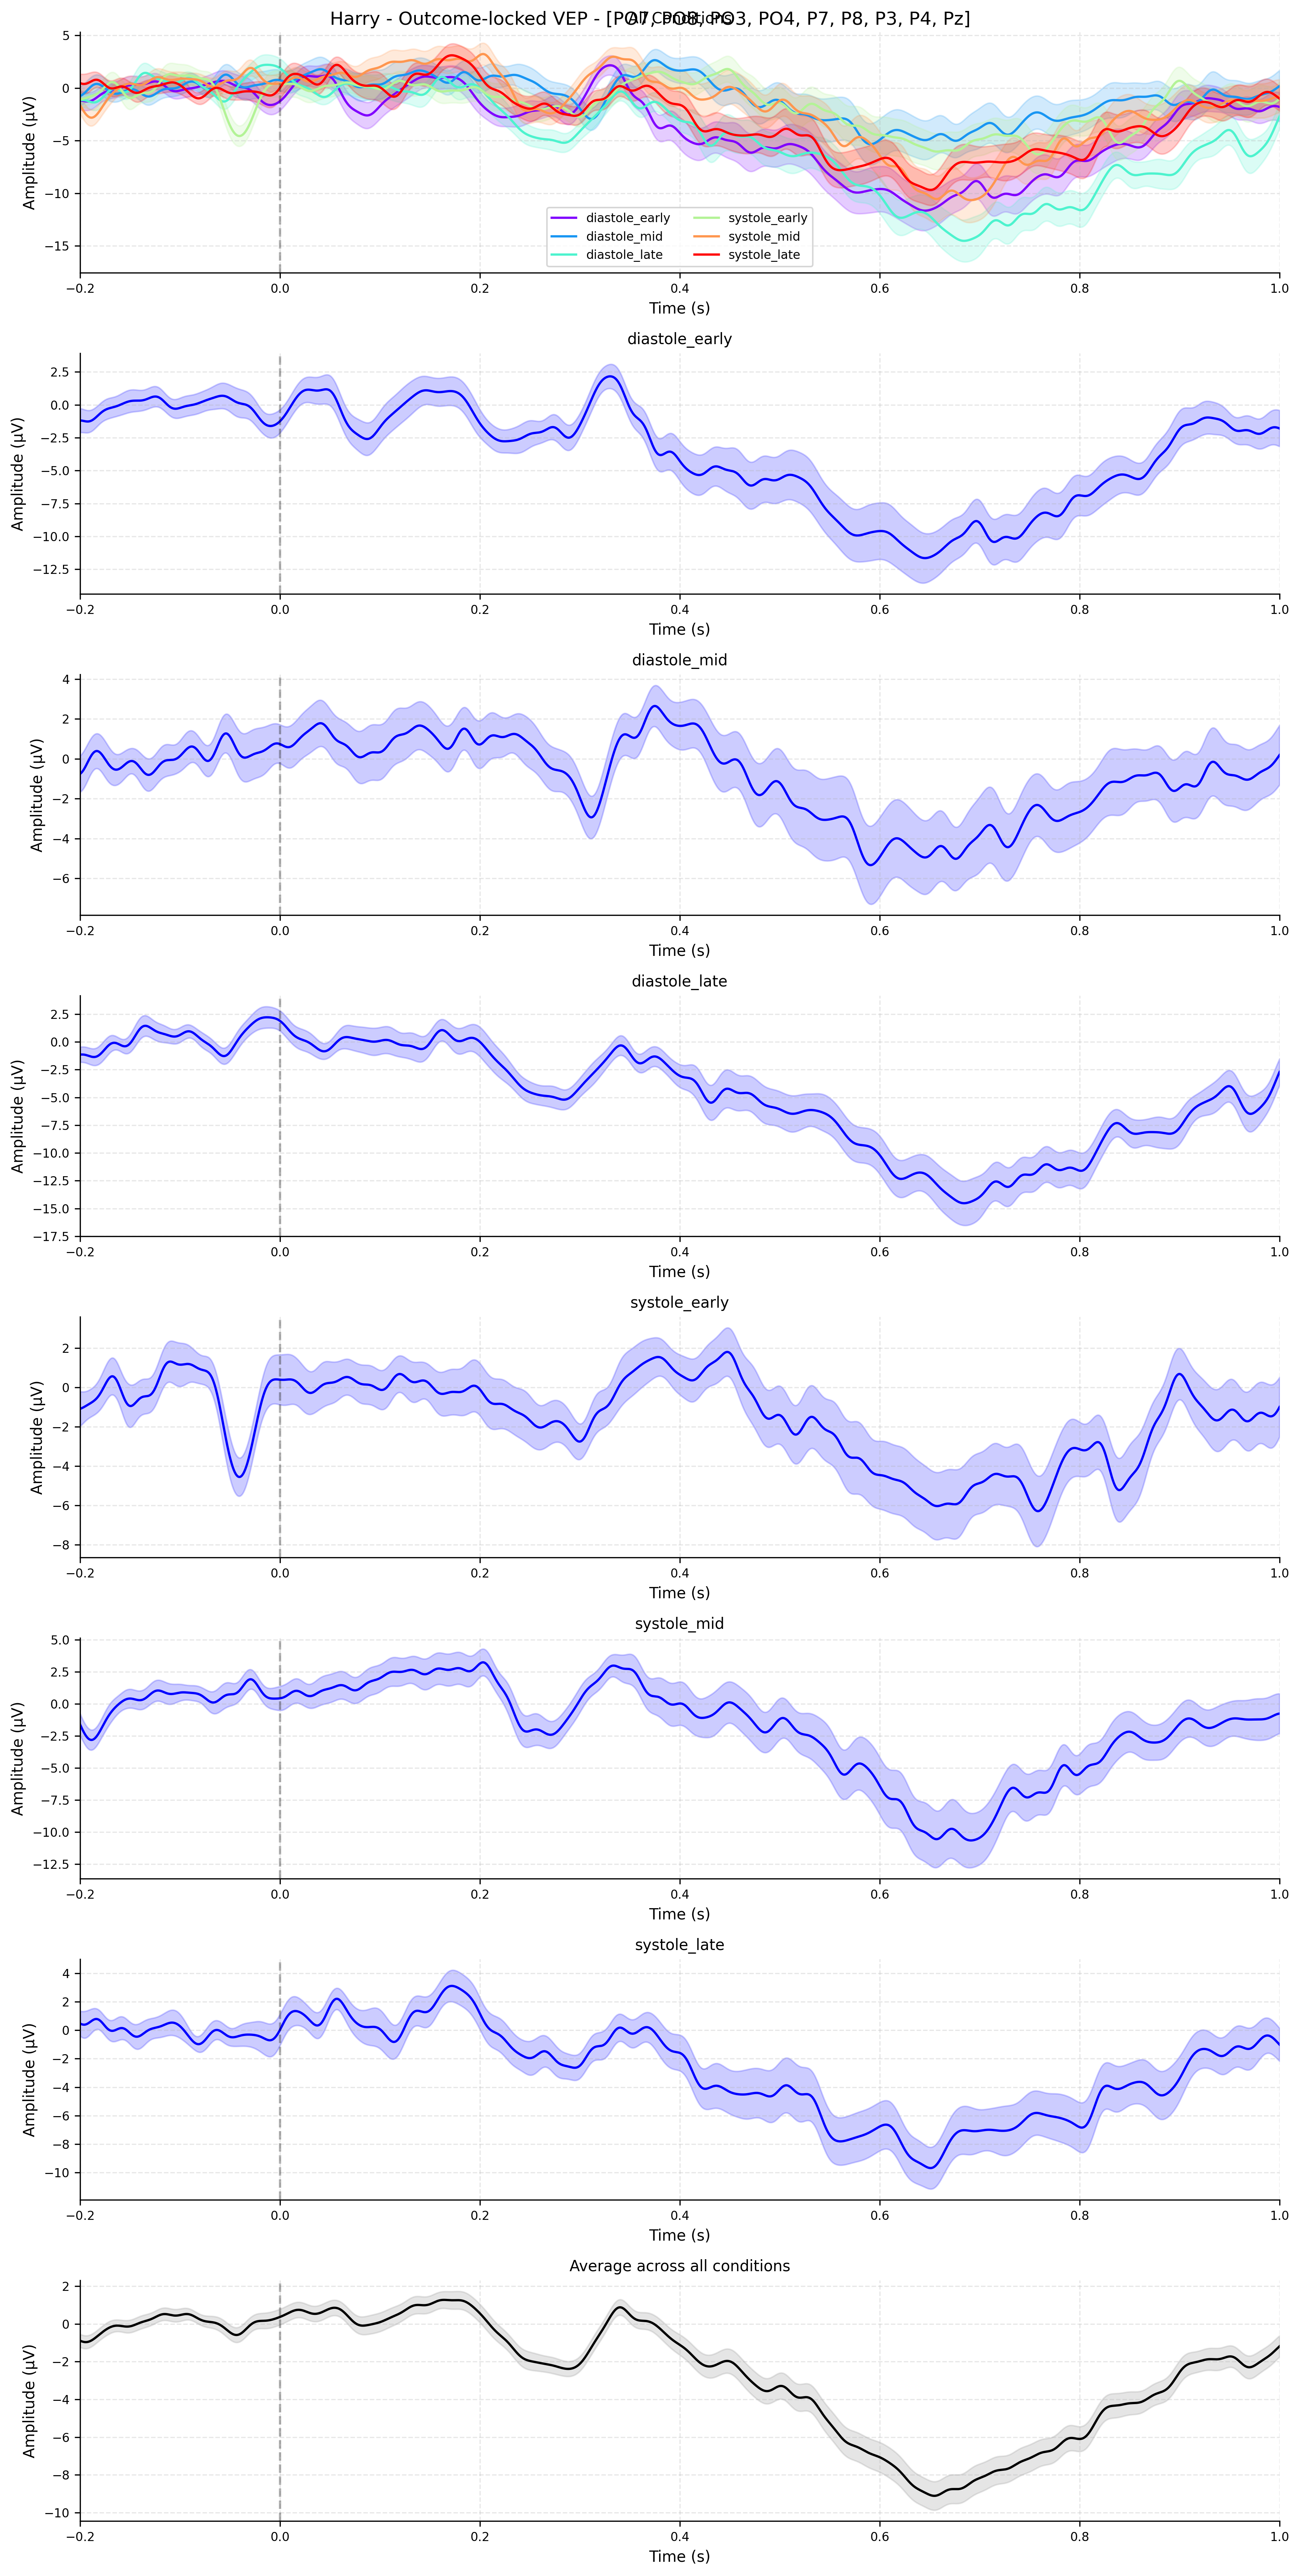 Harry - Outcome-locked VEP - [PO7, PO8, PO3, PO4, P7, P8, P3, P4, Pz]
All Conditions
Amplitude (µV)
5
0
−5
−10
−15
diastole_early
diastole_mid
diastole_late
systole_early
systole_mid
systole_late
−0.2 0.0 0.2 0.4 0.6 0.8 1.0
Time (s)
diastole_early
Amplitude (µV)
2.5
0.0
−2.5
−5.0
−7.5
−10.0
−12.5
−0.2 0.0 0.2 0.4 0.6 0.8 1.0
Time (s)
diastole_mid
Amplitude (µV)
4
2
0
−2
−4
−6
−0.2 0.0 0.2 0.4 0.6 0.8 1.0
Time (s)
diastole_late
Amplitude (µV)
2.5
0.0
−2.5
−5.0
−7.5
−10.0
−12.5
−15.0
−17.5
−0.2 0.0 0.2 0.4 0.6 0.8 1.0
Time (s)
systole_early
Amplitude (µV)
2
0
−2
−4
−6
−8
−0.2 0.0 0.2 0.4 0.6 0.8 1.0
Time (s)
systole_mid
Amplitude (µV)
5.0
2.5
0.0
−2.5
−5.0
−7.5
−10.0
−12.5
−0.2 0.0 0.2 0.4 0.6 0.8 1.0
Time (s)
systole_late
Amplitude (µV)
4
2
0
−2
−4
−6
−8
−10
−0.2 0.0 0.2 0.4 0.6 0.8 1.0
Time (s)
Average across all conditions
Amplitude (µV)
2
0
−2
−4
−6
−8
−10
−0.2 0.0 0.2 0.4 0.6 0.8 1.0
Time (s)